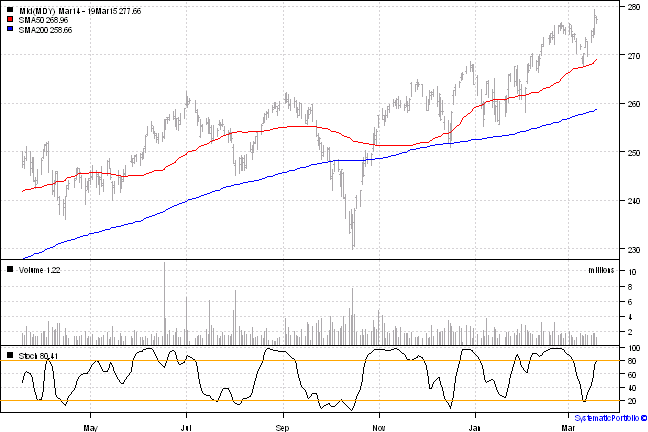 Mid(MDY) Mar14 - 19Mar15 277.66
SMA50 268.96
SMA200 258.66
280
270
260
250
240
230
Volume 1.22
millions
10
8
6
4
2
Stoch 80.41
100
80
60
40
20
May
Jul
Sep
Nov
Jan
Mar
SystematicPortfolio ©